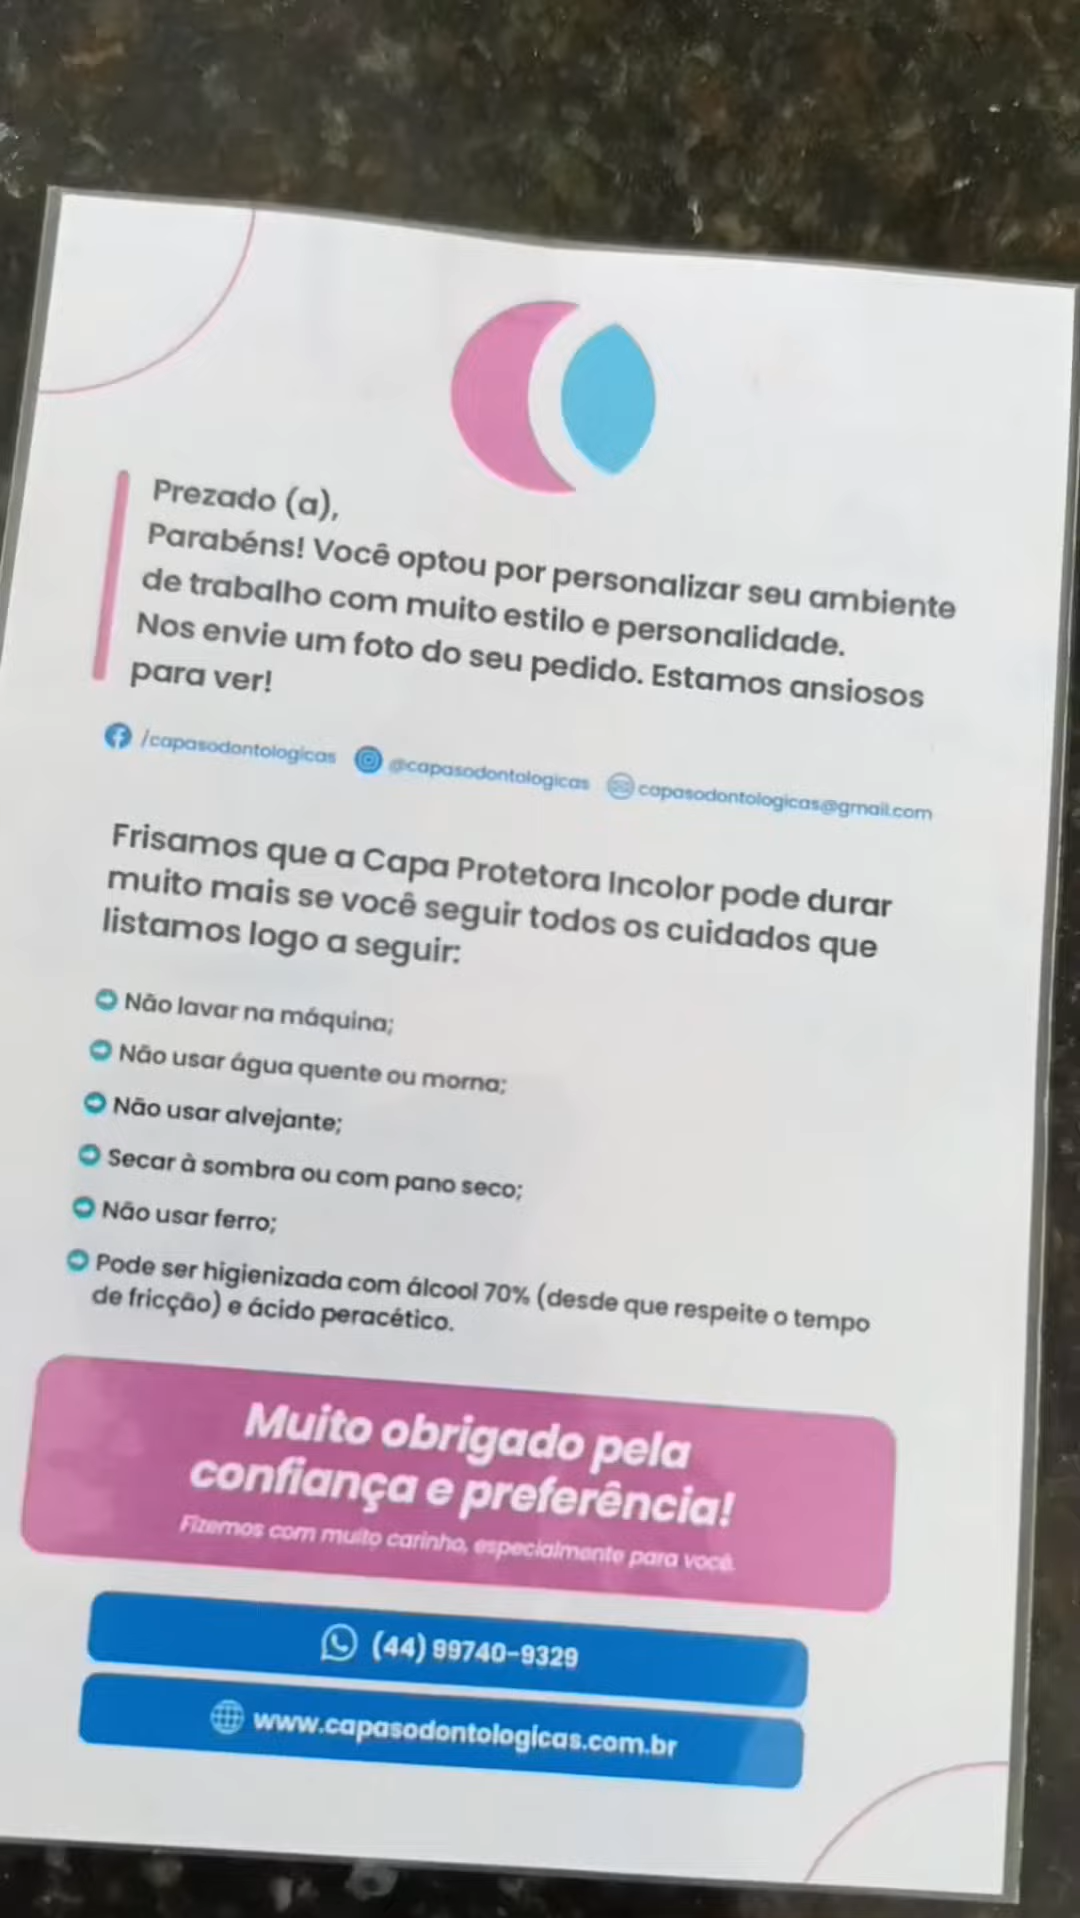 Prezado (a),
Parabéns! Você optou por personalizar seu ambiente
de trabalho com muito estilo e personalidade.
Nos envie um foto do seu pedido. Estamos ansiosos
para ver!
/capasodontologicas @capasodontologicas capasodontologicas@gmail.com
Frisamos que a Capa Protetora Incolor pode durar
muito mais se você seguir todos os cuidados que
listamos logo a seguir:
Não lavar na máquina;
Não usar água quente ou morna;
Não usar alvejante;
Secar à sombra ou com pano seco;
Não usar ferro;
Pode ser higienizada com álcool 70% (desde que respeite o tempo
de fricção) e ácido peracético.
Muito obrigado pela
confiança e preferência!
Fizemos com muito carinho, especialmente para você.
(44) 99740-9329
www.capasodontologicas.com.br